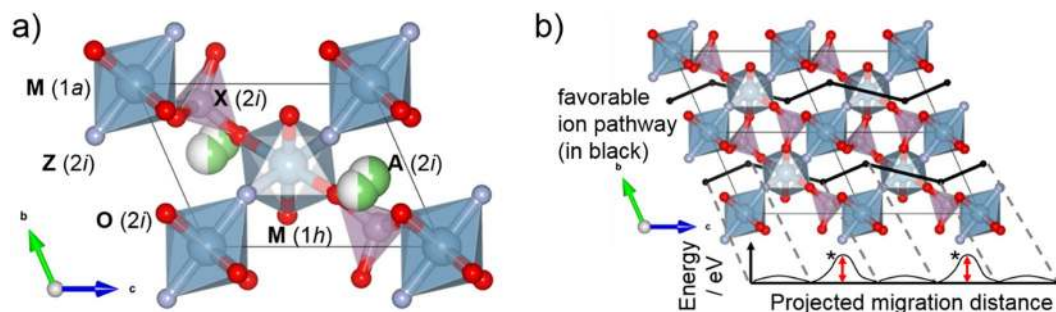 a)
M (1a)
X (2i)
Z (2i)
A (2i)
O (2i)
M (1h)
b
c
b)
favorable
ion pathway
(in black)
b
c
Energy
/ eV
*
*
Projected migration distance